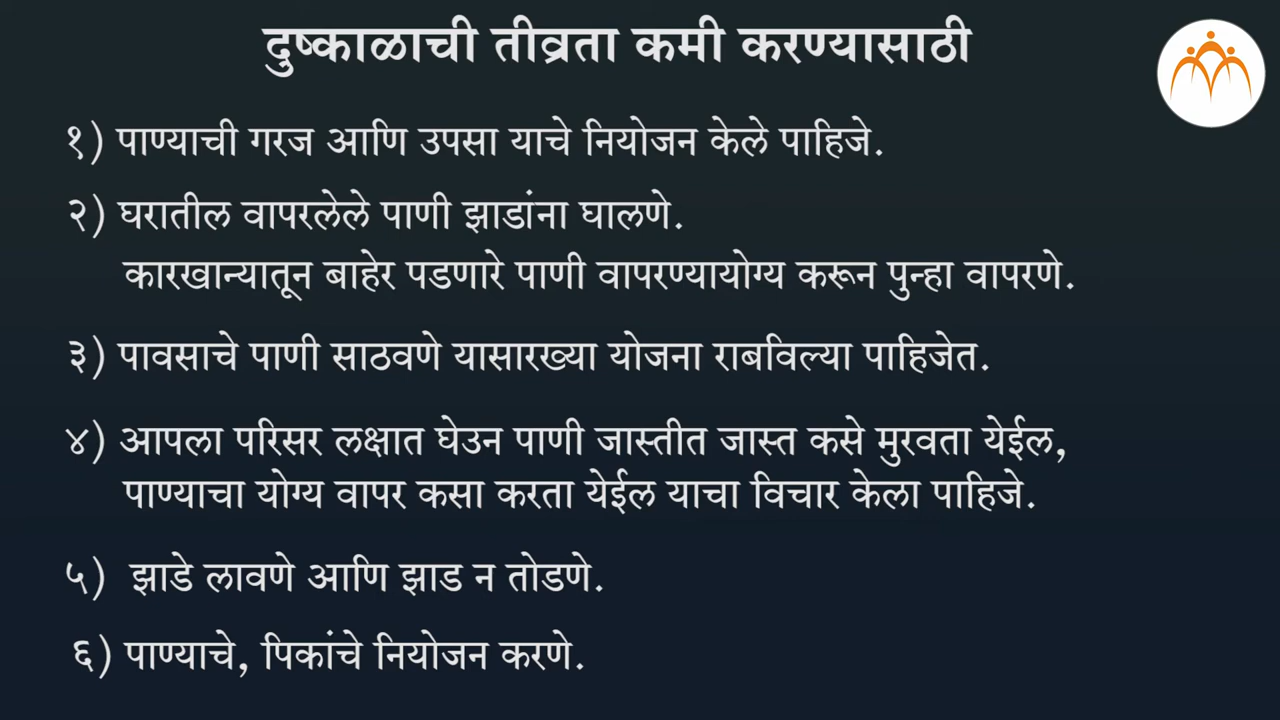 दुष्काळाची तीव्रता कमी करण्यासाठी
१) पाण्याची गरज आणि उपसा याचे नियोजन केले पाहिजे.
२) घरातील वापरलेले पाणी झाडांना घालणे.
कारखान्यातून बाहेर पडणारे पाणी वापरण्यायोग्य करून पुन्हा वापरणे.
३) पावसाचे पाणी साठवणे यासारख्या योजना राबविल्या पाहिजेत.
४) आपला परिसर लक्षात घेउन पाणी जास्तीत जास्त कसे मुरवता येईल,
पाण्याचा योग्य वापर कसा करता येईल याचा विचार केला पाहिजे.
५) झाडे लावणे आणि झाड न तोडणे.
६) पाण्याचे, पिकांचे नियोजन करणे.